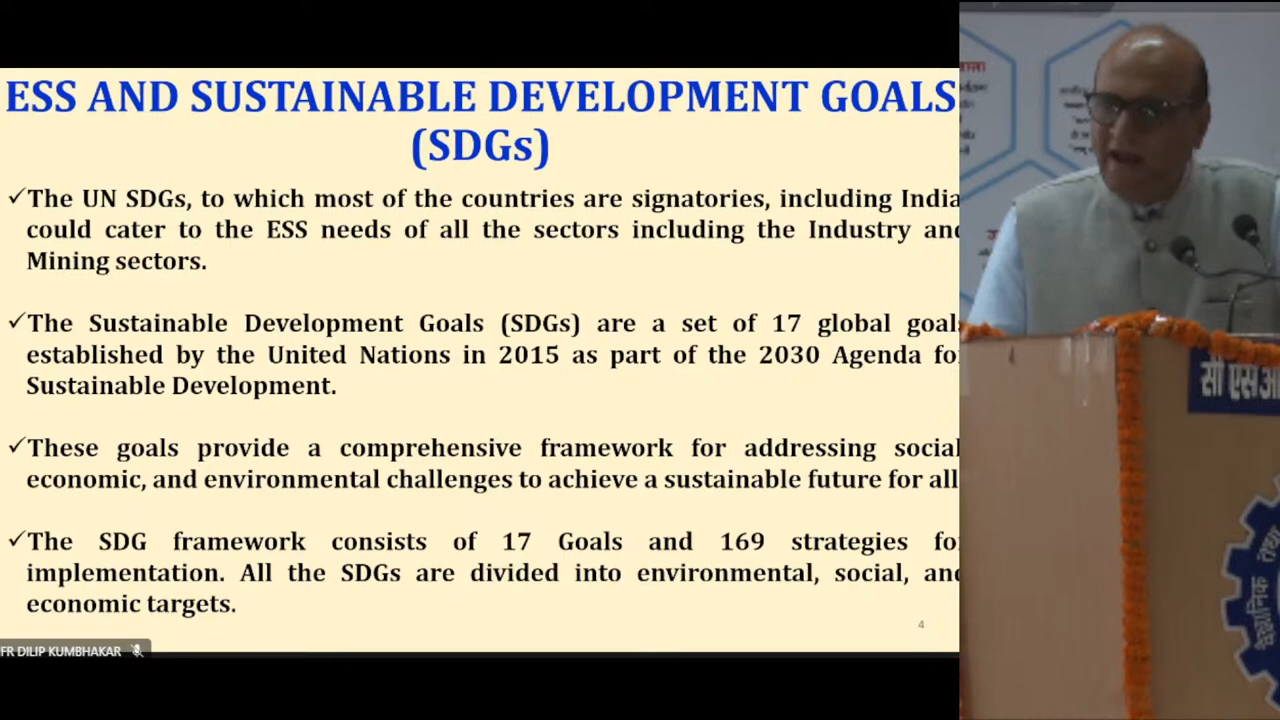 ESS AND SUSTAINABLE DEVELOPMENT GOALS
(SDGs)
✓The UN SDGs, to which most of the countries are signatories, including India
could cater to the ESS needs of all the sectors including the Industry and
Mining sectors.
✓The Sustainable Development Goals (SDGs) are a set of 17 global goals
established by the United Nations in 2015 as part of the 2030 Agenda for
Sustainable Development.
✓These goals provide a comprehensive framework for addressing social
economic, and environmental challenges to achieve a sustainable future for all
✓The SDG framework consists of 17 Goals and 169 strategies for
implementation. All the SDGs are divided into environmental, social, and
economic targets.
4
FR DILIP KUMBHAKAR
सी एस आ